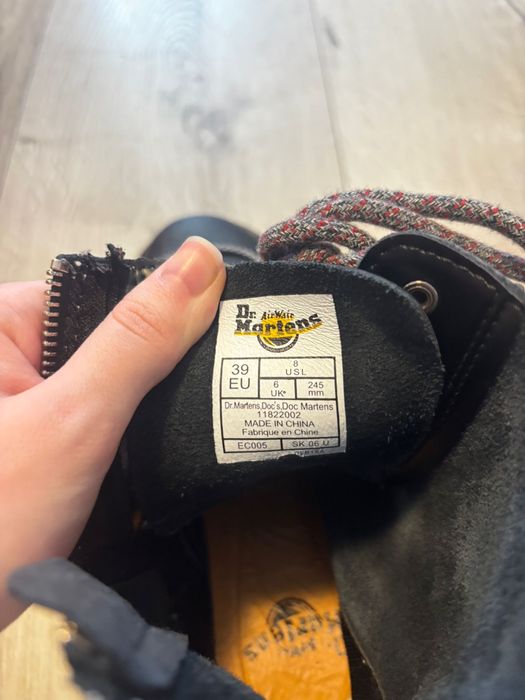 Dr. AirWair
Martens
39
EU
8
USL
6
UK*
245
mm
Dr.Martens,Doc's,Doc Martens
11822002
MADE IN CHINA
Fabrique en Chine
EC005
SK 06 U